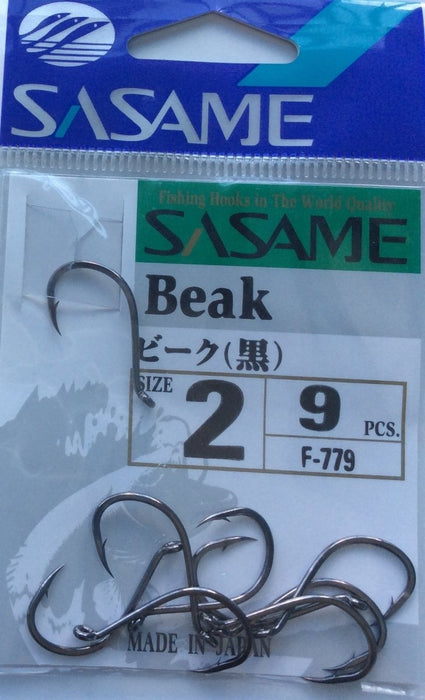 SASAME
Fishing Hooks in The World Quality
SASAME
Beak
ビーク(黒)
SIZE 2 9 PCS.
F-779
MADE IN JAPAN